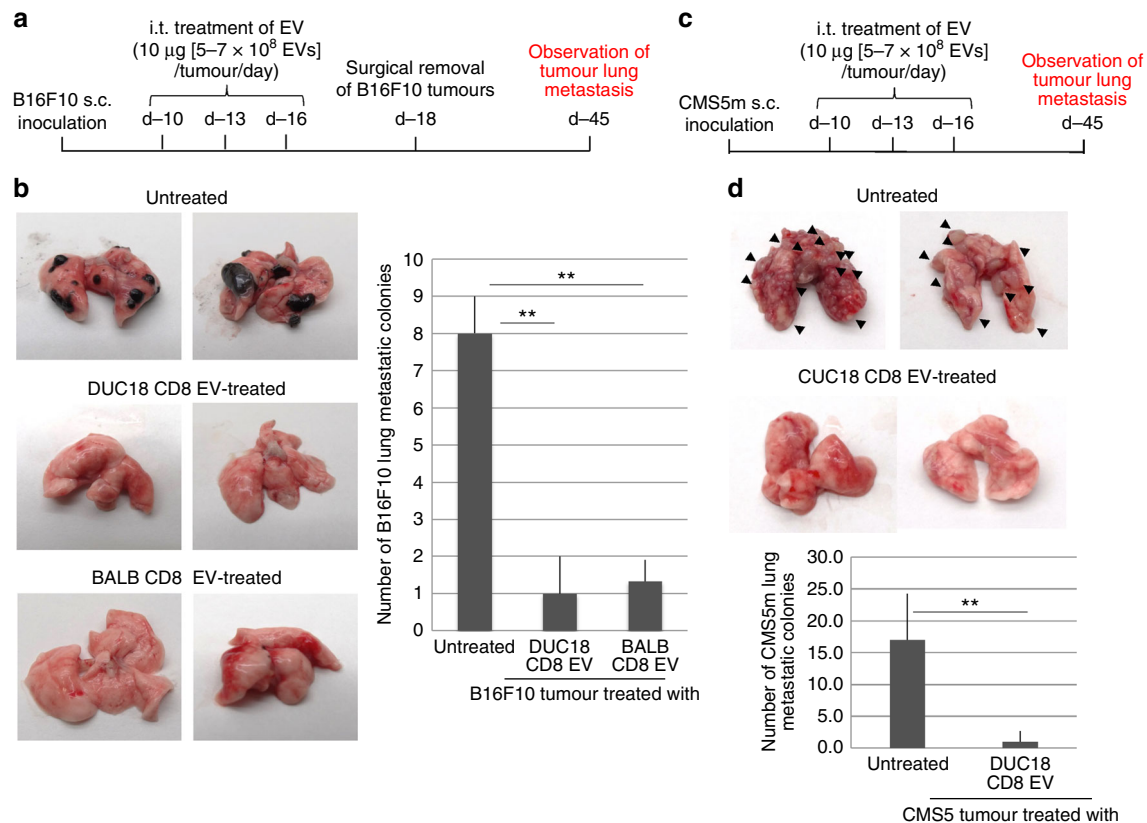 a
i.t. treatment of EV
(10 μg [5–7 × 10⁸ EVs]
/tumour/day)
B16F10 s.c.
inoculation
d–10
d–13
d–16
Surgical removal
of B16F10 tumours
d–18
Observation of
tumour lung
metastasis
d–45
b
Untreated
DUC18 CD8 EV-treated
BALB CD8 EV-treated
Number of B16F10 lung metastatic colonies
10
9
8
7
6
5
4
3
2
1
0
**
**
Untreated
DUC18
CD8 EV
BALB
CD8 EV
B16F10 tumour treated with
c
i.t. treatment of EV
(10 μg [5–7 × 10⁸ EVs]
/tumour/day)
CMS5m s.c.
inoculation
d–10
d–13
d–16
Observation of
tumour lung
metastasis
d–45
d
Untreated
CUC18 CD8 EV-treated
Number of CMS5m lung
metastatic colonies
30.0
25.0
20.0
15.0
10.0
5.0
0.0
**
Untreated
DUC18
CD8 EV
CMS5 tumour treated with